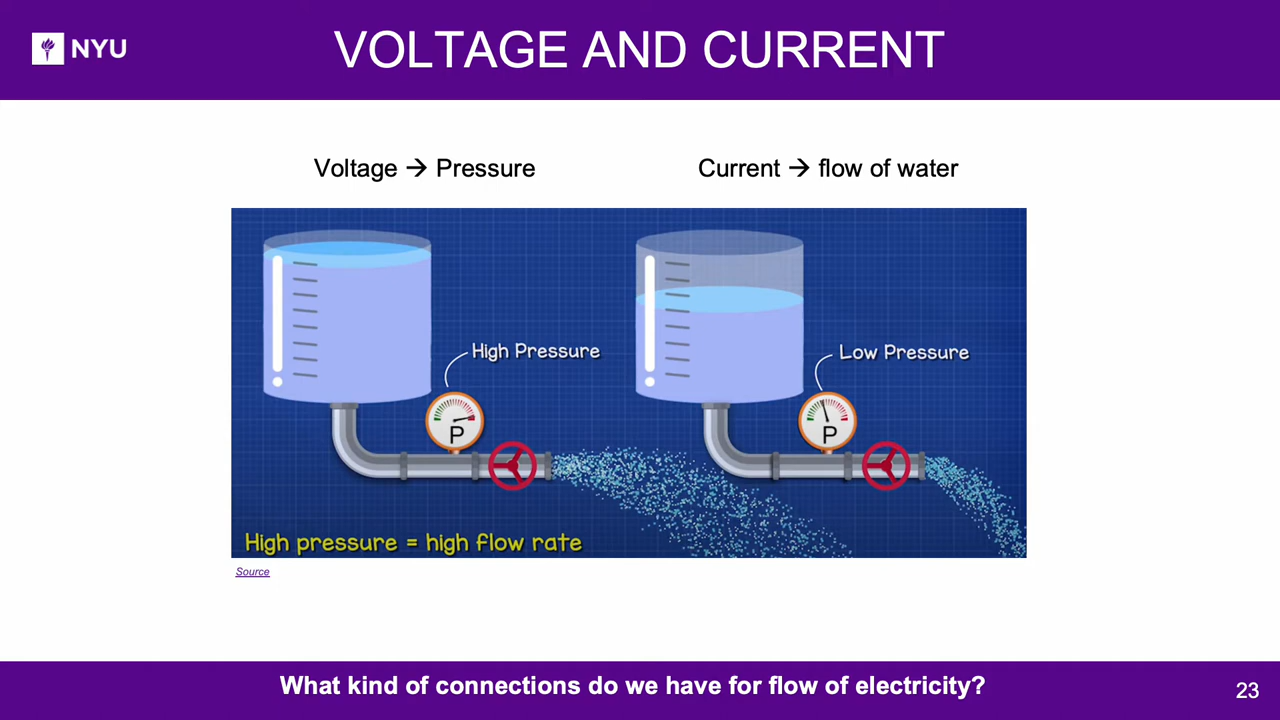 NYU
VOLTAGE AND CURRENT
Voltage → Pressure
Current → flow of water
High Pressure
Low Pressure
P
P
High pressure = high flow rate
Source
What kind of connections do we have for flow of electricity?
23